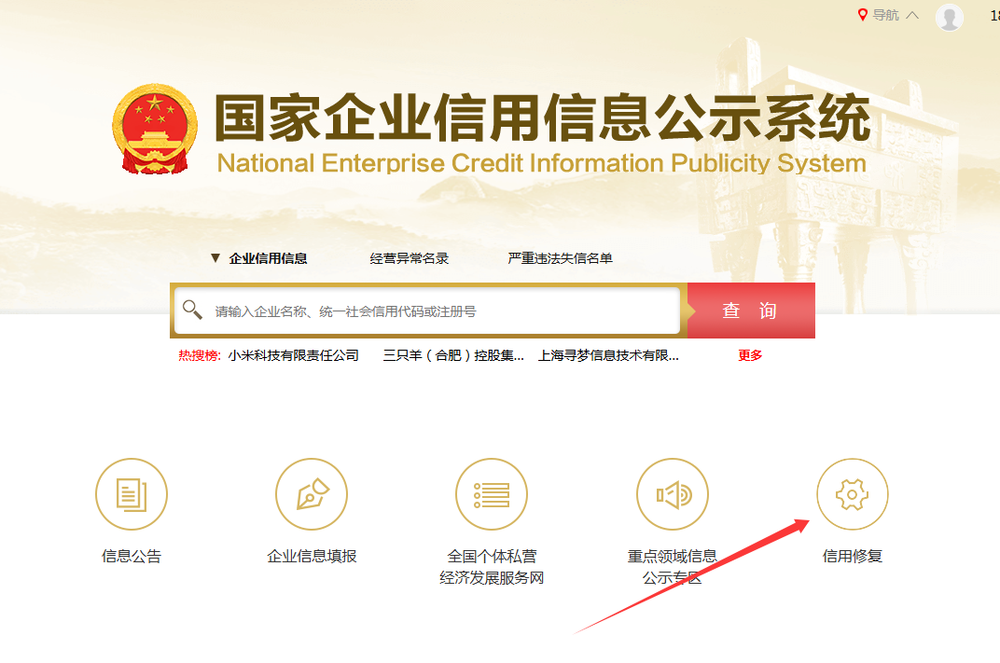 导航
18
国家企业信用信息公示系统
National Enterprise Credit Information Publicity System
▼ 企业信用信息 经营异常名录 严重违法失信名单
请输入企业名称、统一社会信用代码或注册号 查 询
热搜榜: 小米科技有限责任公司 三只羊（合肥）控股集... 上海寻梦信息技术有限... 更多
信息公告 企业信息填报 全国个体私营 重点领域信息 信用修复
经济发展服务网 公示专区